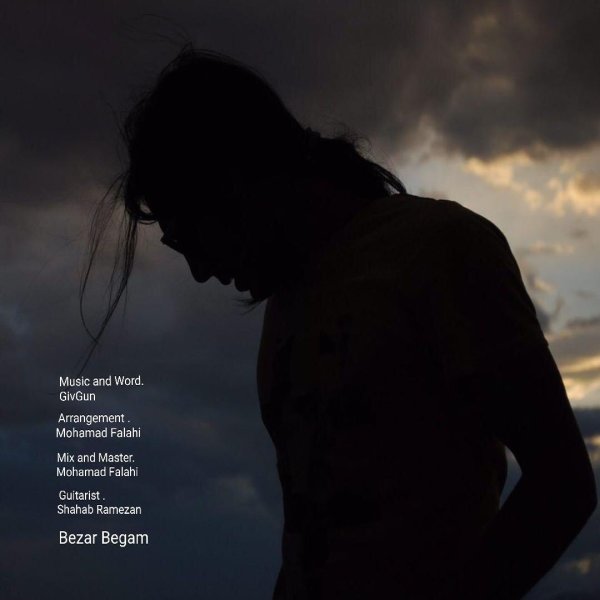 Music and Word.
GivGun
Arrangement .
Mohamad Falahi
Mix and Master.
Mohamad Falahi
Guitarist .
Shahab Ramezan
Bezar Begam